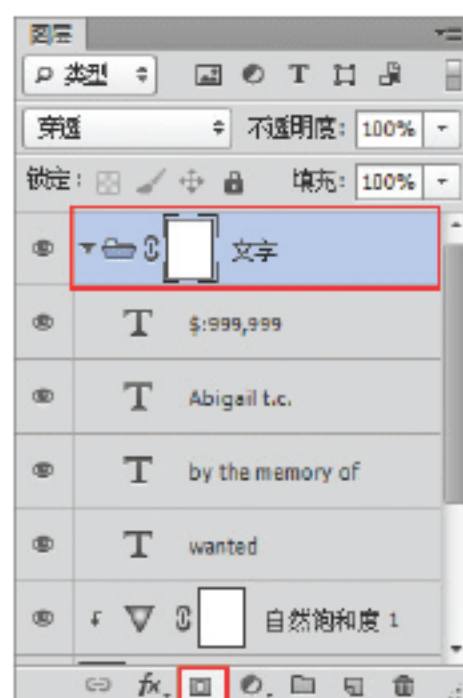 图层
类型
穿透 不透明度: 100%
锁定: 填充: 100%
文字
T $:999,999
T Abigail t.c.
T by the memory of
T wanted
自然饱和度 1
fx.